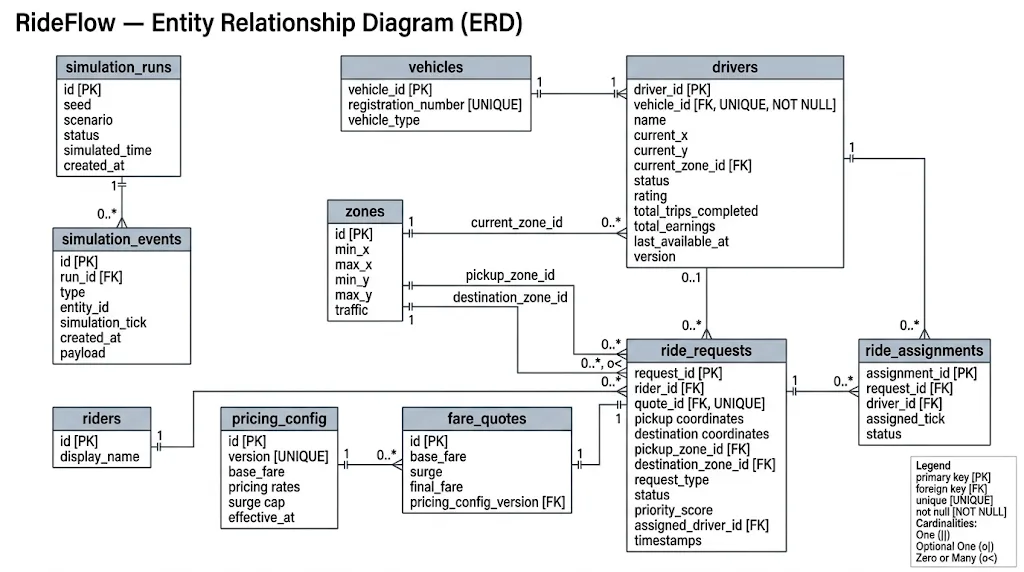 RideFlow — Entity Relationship Diagram (ERD)
simulation_runs
id [PK]
seed
scenario
status
simulated_time
created_at
1
0..*
simulation_events
id [PK]
run_id [FK]
type
entity_id
simulation_tick
created_at
payload
vehicles
vehicle_id [PK]
registration_number [UNIQUE]
vehicle_type
1
1
drivers
driver_id [PK]
vehicle_id [FK, UNIQUE, NOT NULL]
name
current_x
current_y
current_zone_id [FK]
status
rating
total_trips_completed
total_earnings
last_available_at
version
1
0..1
0..*
0..*
zones
id [PK]
min_x
max_x
min_y
max_y
traffic
1
current_zone_id
0..*
pickup_zone_id
destination_zone_id
1
0..*
0..*, o<
0..*
ride_requests
request_id [PK]
rider_id [FK]
quote_id [FK, UNIQUE]
pickup coordinates
destination coordinates
pickup_zone_id [FK]
destination_zone_id [FK]
request_type
status
priority_score
assigned_driver_id [FK]
timestamps
1
0..*
ride_assignments
assignment_id [PK]
request_id [FK]
driver_id [FK]
assigned_tick
status
riders
id [PK]
display_name
1
pricing_config
id [PK]
version [UNIQUE]
base_fare
pricing rates
surge cap
effective_at
1
0..*
fare_quotes
id [PK]
base_fare
surge
final_fare
pricing_config_version [FK]
1
1
Legend
primary key [PK]
foreign key [FK]
unique [UNIQUE]
not null [NOT NULL]
Cardinalities:
One (||)
Optional One (o|)
Zero or Many (o<)